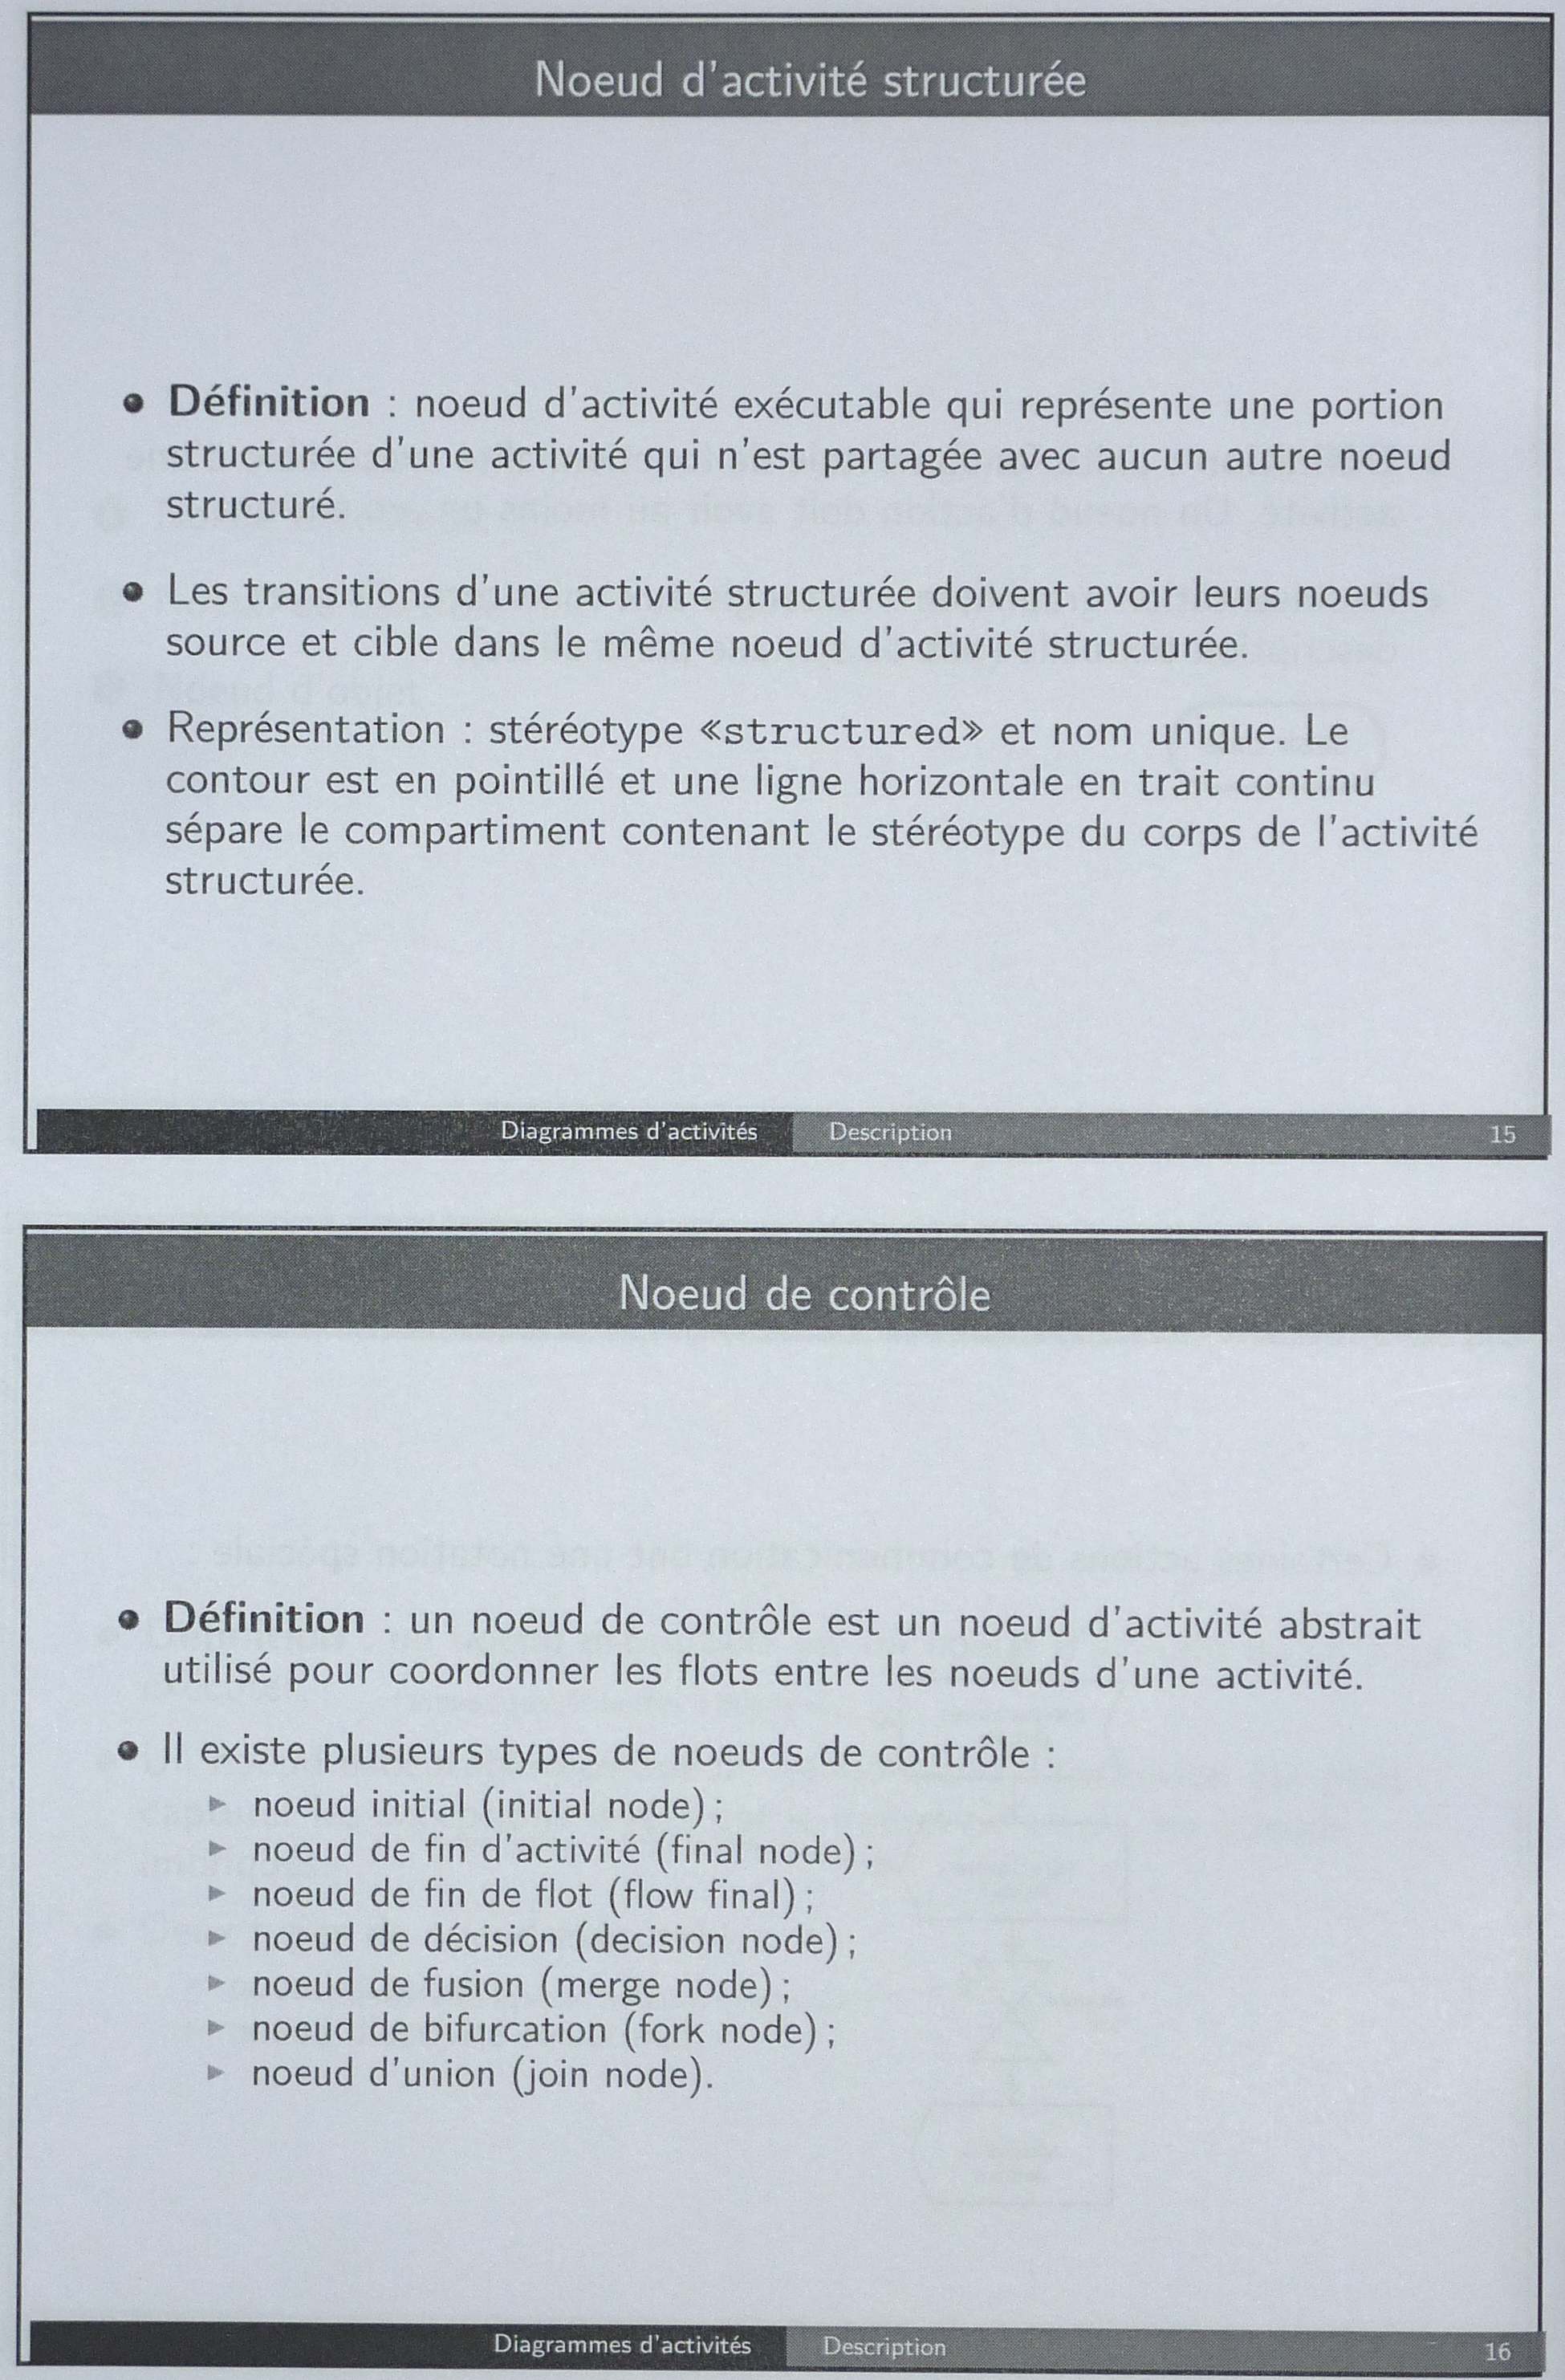 Noeud d'activité structurée
• Définition : noeud d'activité exécutable qui représente une portion
structurée d'une activité qui n'est partagée avec aucun autre noeud
structuré.
• Les transitions d'une activité structurée doivent avoir leurs noeuds
source et cible dans le même noeud d'activité structurée.
• Représentation : stéréotype «structured» et nom unique. Le
contour est en pointillé et une ligne horizontale en trait continu
sépare le compartiment contenant le stéréotype du corps de l'activité
structurée.
Diagrammes d'activités Description 15
Noeud de contrôle
• Définition : un noeud de contrôle est un noeud d'activité abstrait
utilisé pour coordonner les flots entre les noeuds d'une activité.
• Il existe plusieurs types de noeuds de contrôle :
▶ noeud initial (initial node) ;
▶ noeud de fin d'activité (final node) ;
▶ noeud de fin de flot (flow final) ;
▶ noeud de décision (decision node) ;
▶ noeud de fusion (merge node) ;
▶ noeud de bifurcation (fork node) ;
▶ noeud d'union (join node).
Diagrammes d'activités Description 16